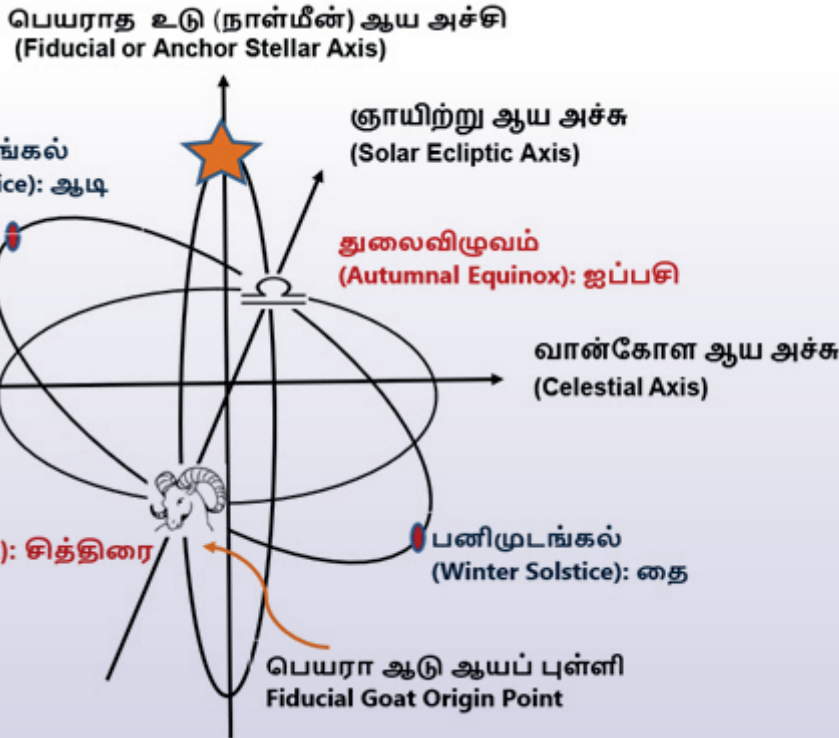 பெயராத உடு (நாள்மீன்) ஆய அச்சி
(Fiducial or Anchor Stellar Axis)
ஞாயிற்று ஆய அச்சு
(Solar Ecliptic Axis)
ங்கல்
ice): ஆடி
துலைவிழுவம்
(Autumnal Equinox): ஐப்பசி
வான்கோள ஆய அச்சு
(Celestial Axis)
): சித்திரை
பனிமுடங்கல்
(Winter Solstice): தை
பெயரா ஆடு ஆயப் புள்ளி
Fiducial Goat Origin Point